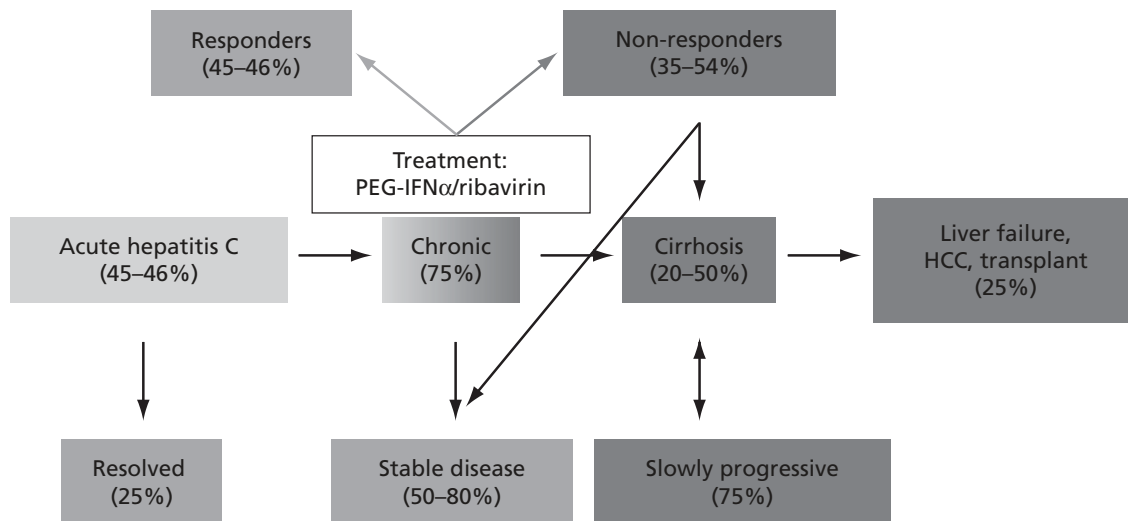 Responders
(45–46%)
Non-responders
(35–54%)
Treatment:
PEG-IFNα/ribavirin
Acute hepatitis C
(45–46%)
Chronic
(75%)
Cirrhosis
(20–50%)
Liver failure,
HCC, transplant
(25%)
Resolved
(25%)
Stable disease
(50–80%)
Slowly progressive
(75%)